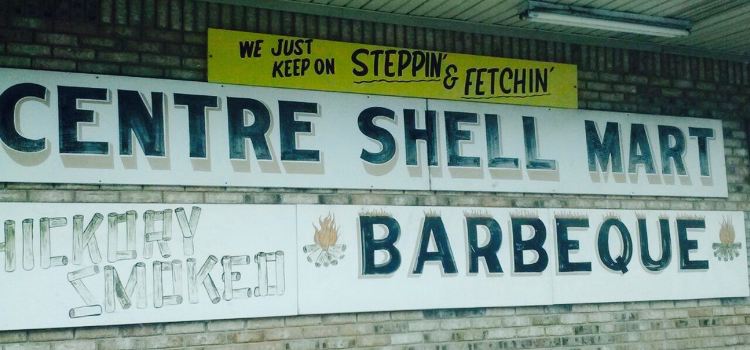 WE JUST
KEEP ON STEPPIN' & FETCHIN'
CENTRE SHELL MART
HICKORY
SMOKED
BARBEQUE